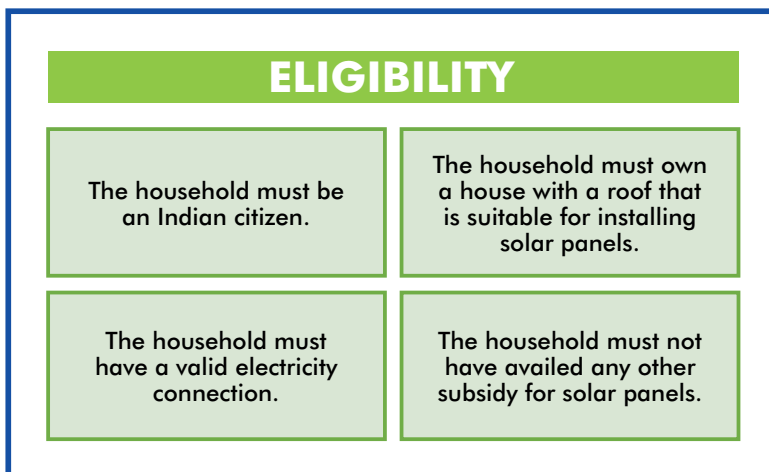 ELIGIBILITY
The household must be
an Indian citizen.
The household must own
a house with a roof that
is suitable for installing
solar panels.
The household must
have a valid electricity
connection.
The household must not
have availed any other
subsidy for solar panels.